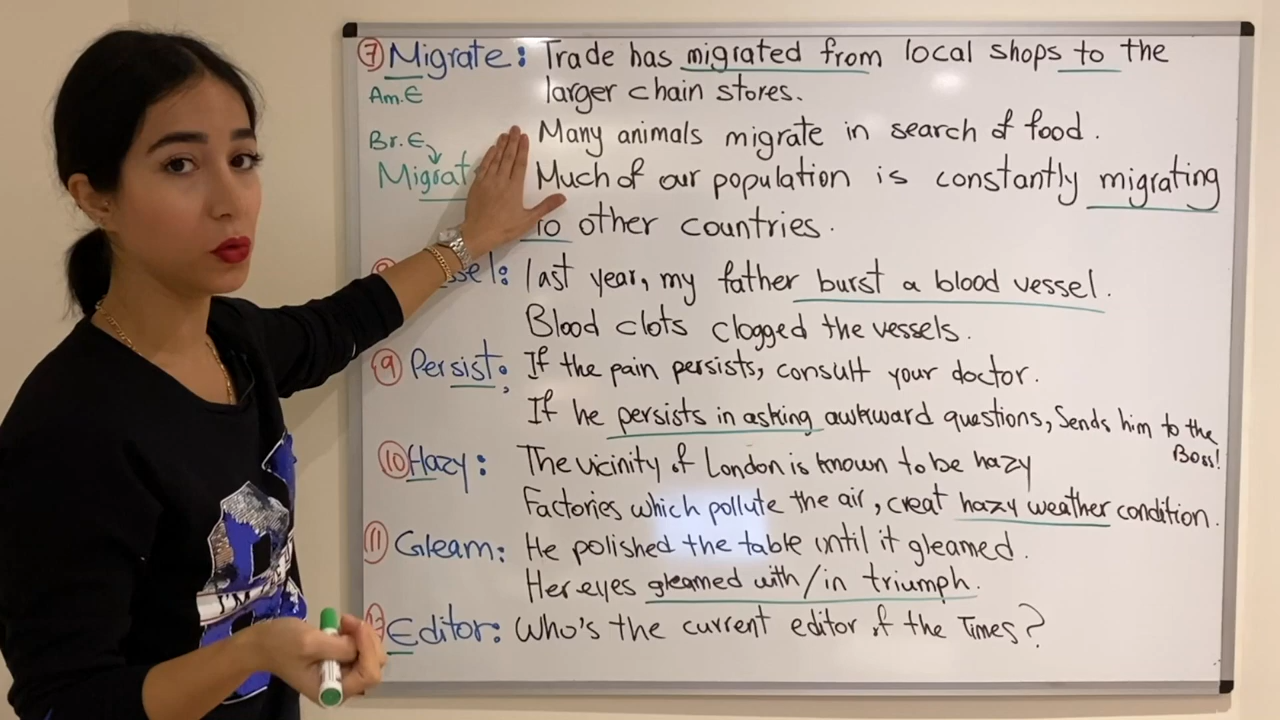 ⑦ Migrate: Trade has migrated from local shops to the
Am.E larger chain stores.
Br.E Many animals migrate in search of food.
Migrat Much of our population is constantly migrating
to other countries.
ssel: last year, my father burst a blood vessel.
Blood clots clogged the vessels.
⑨ Persist: If the pain persists, consult your doctor.
If he persists in asking awkward questions, Sends him to the Boss!
⑩ Hazy: The vicinity of London is known to be hazy
Factories which pollute the air, creat hazy weather condition.
⑪ Gleam: He polished the table until it gleamed.
Her eyes gleamed with/in triumph.
Editor: Who's the current editor of the Times?
I'M